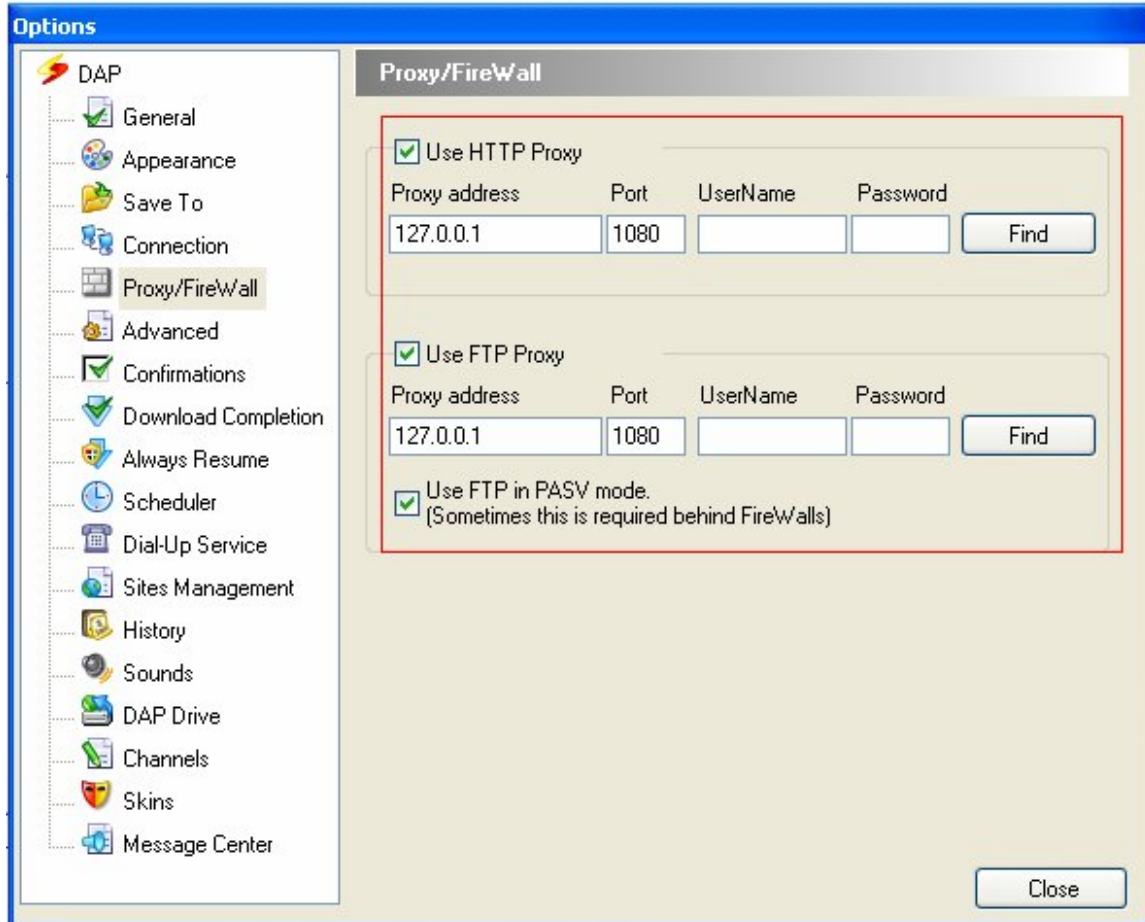 Options
DAP
General
Appearance
Save To
Connection
Proxy/FireWall
Advanced
Confirmations
Download Completion
Always Resume
Scheduler
Dial-Up Service
Sites Management
History
Sounds
DAP Drive
Channels
Skins
Message Center
Proxy/FireWall
Use HTTP Proxy
Proxy address Port UserName Password
127.0.0.1 1080 Find
Use FTP Proxy
Proxy address Port UserName Password
127.0.0.1 1080 Find
Use FTP in PASV mode.
(Sometimes this is required behind FireWalls)
Close